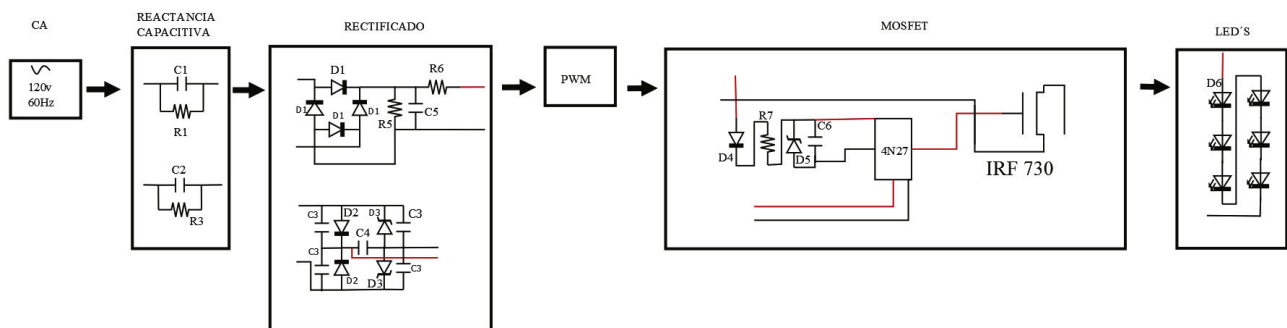 CA
120v
60Hz
REACTANCIA
CAPACITIVA
C1
R1
C2
R3
RECTIFICADO
D1
R6
D1
D1
D1
R5
C5
C3
D2
D3
C3
C4
C3
D2
D3
C3
PWM
MOSFET
R7
C6
D4
D5
4N27
IRF 730
LED´S
D6